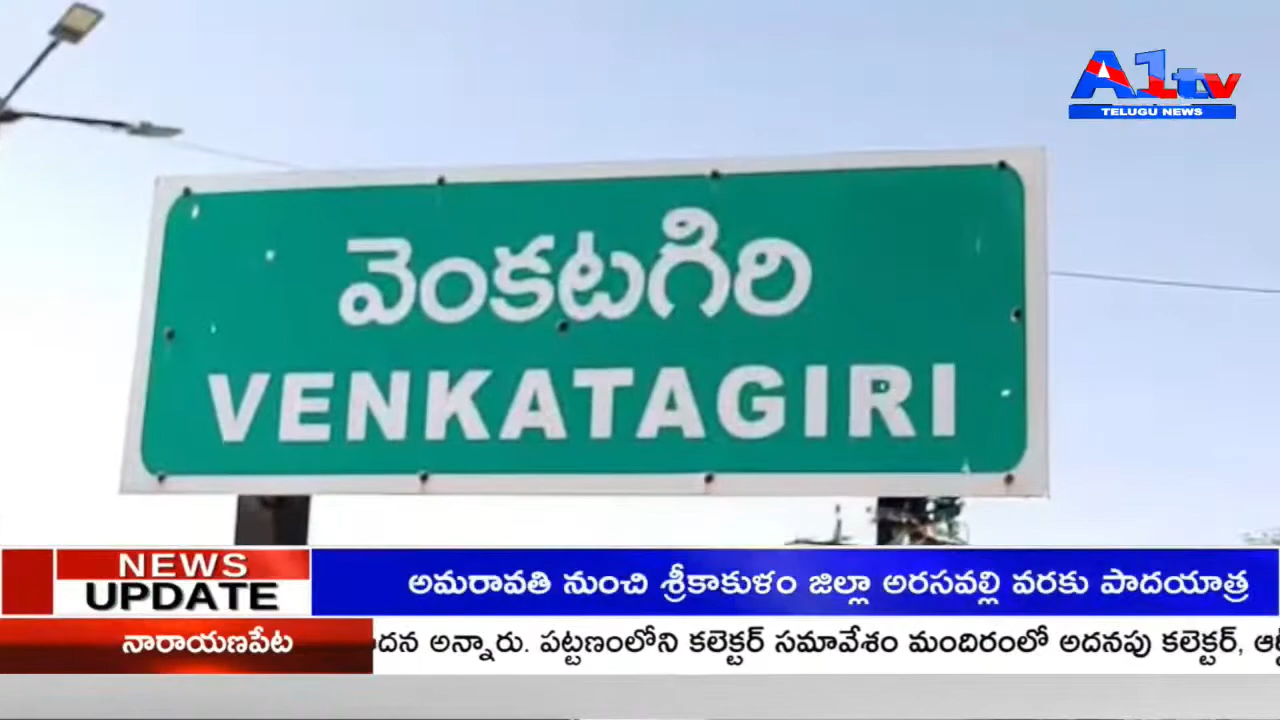 A1tv
TELUGU NEWS
వెంకటగిరి
VENKATAGIRI
NEWS
UPDATE
అమరావతి నుంచి శ్రీకాకుళం జిల్లా అరసవల్లి వరకు పాదయాత్ర
నారాయణపేట
అన్నారు. పట్టణంలోని కలెక్టర్ సమావేశం మందిరంలో అదనపు కలెక్టర్,